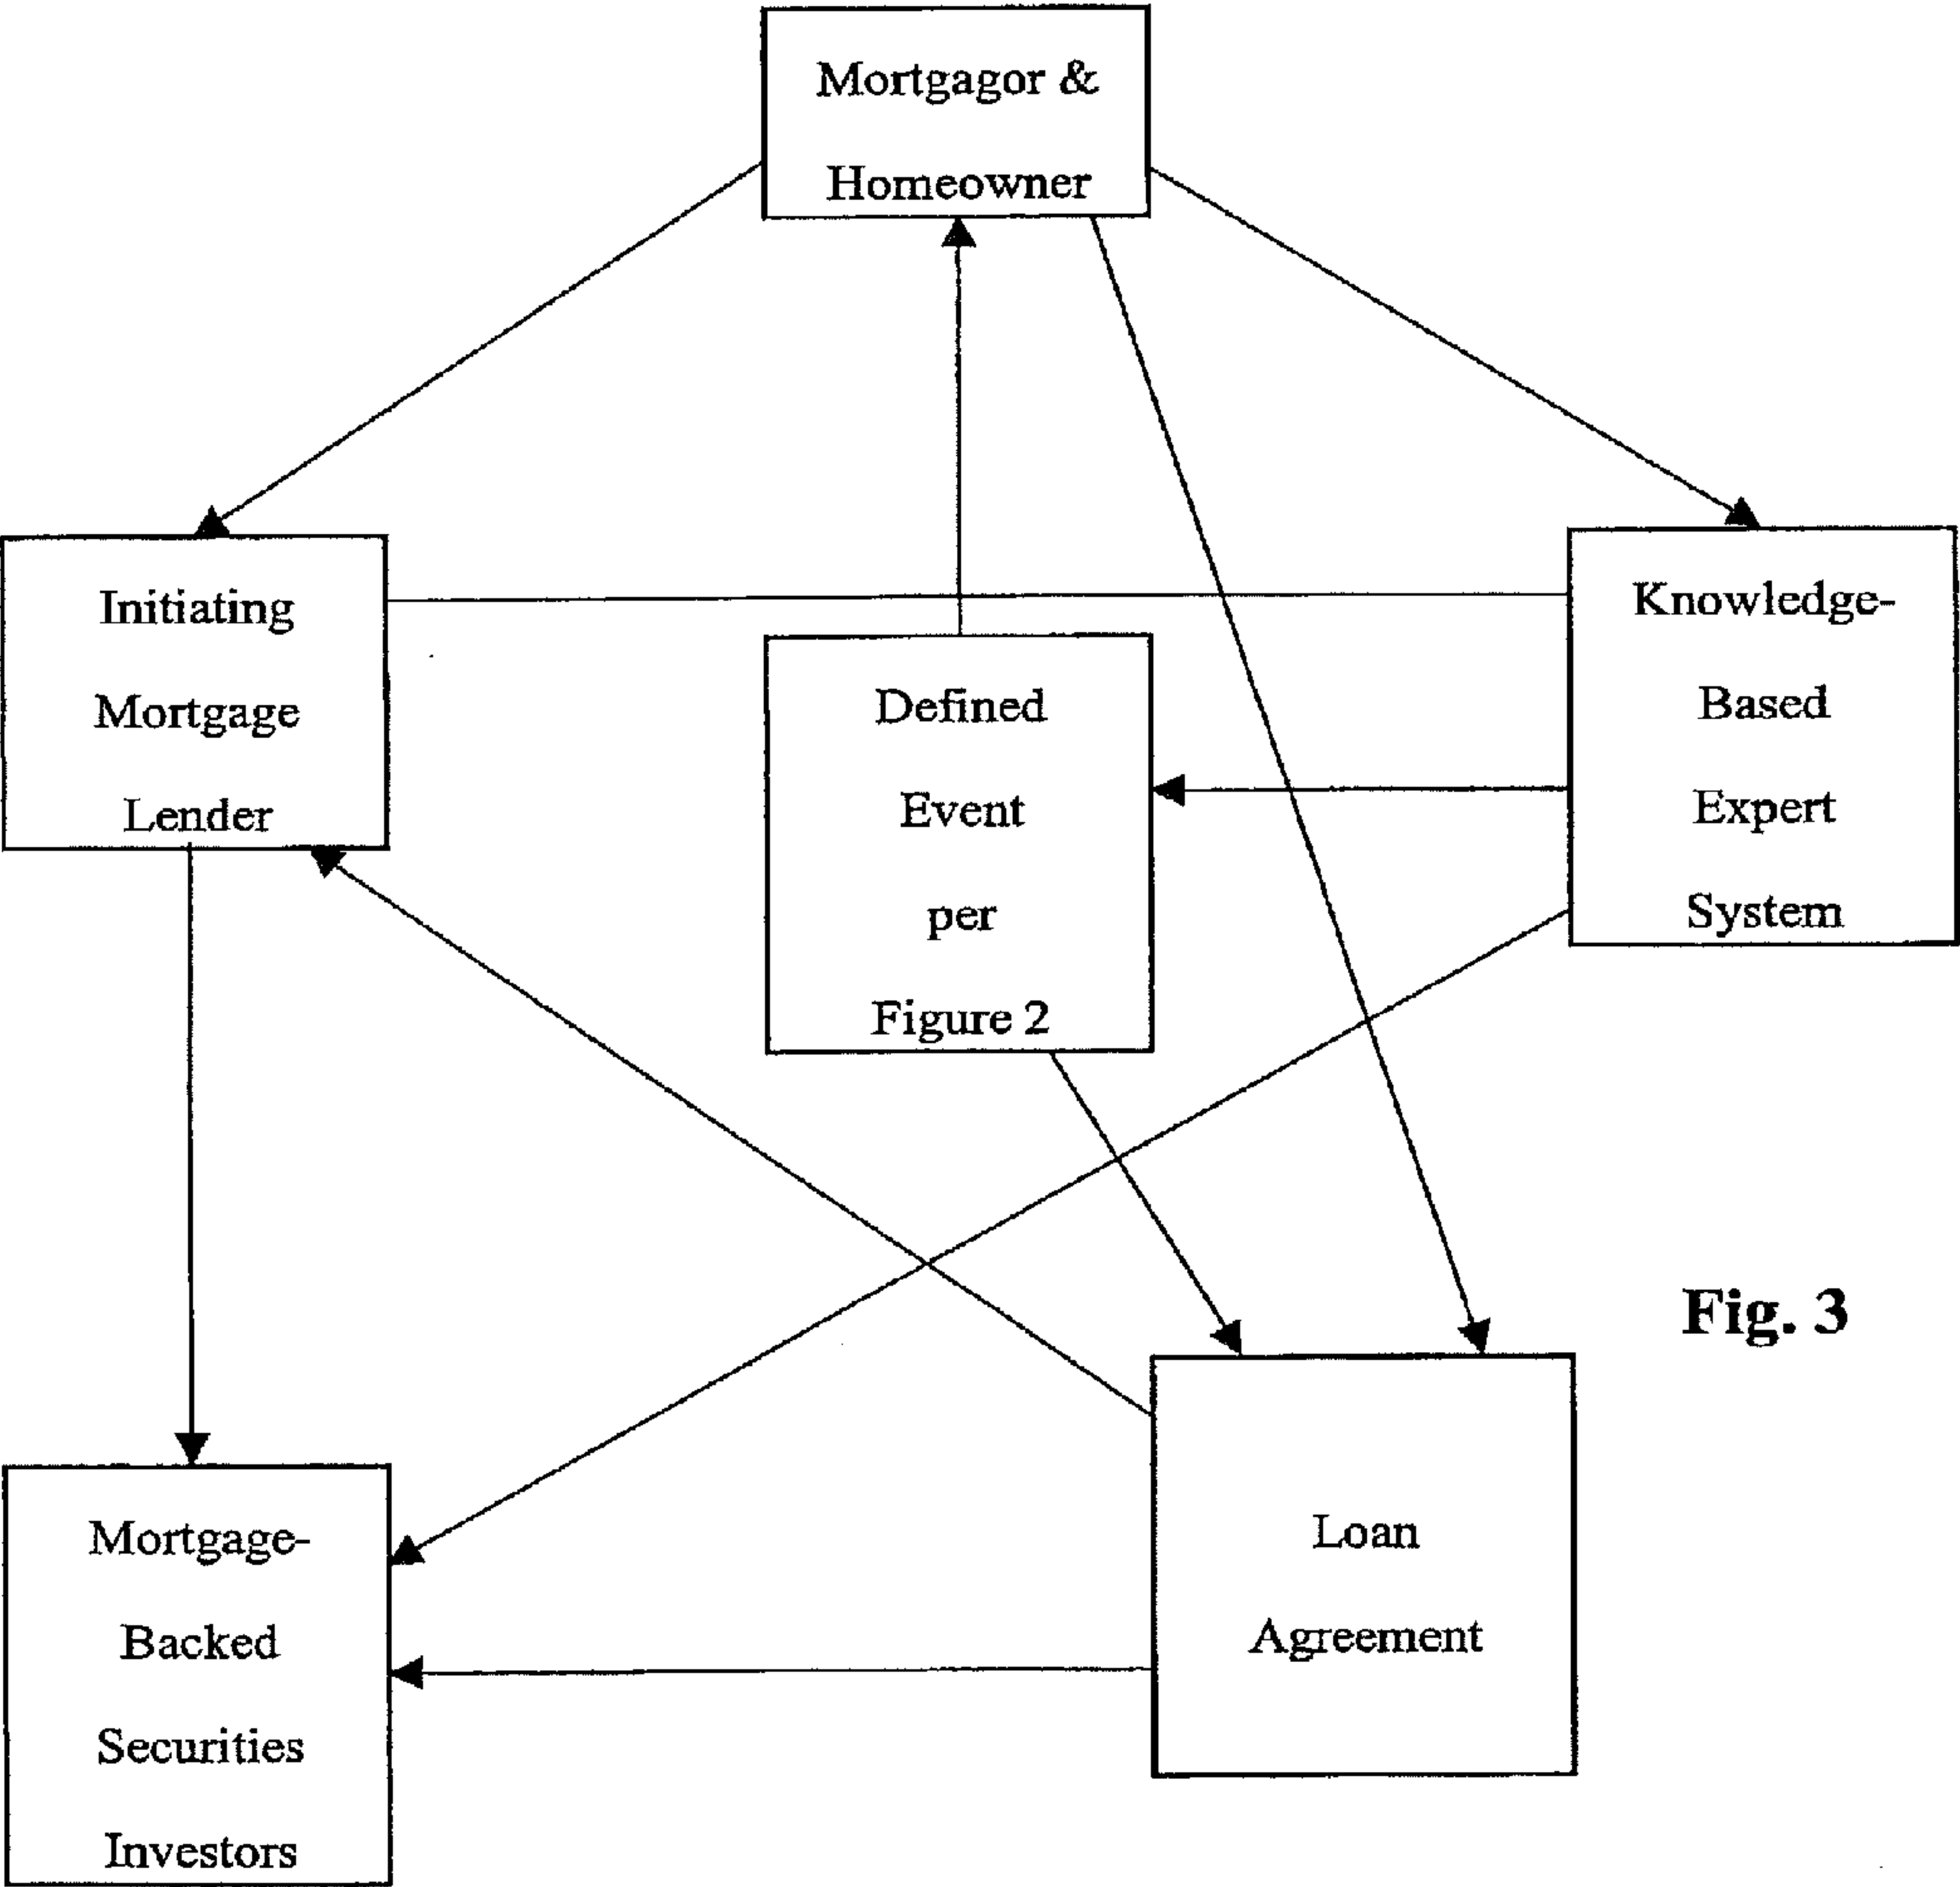 Mortgagor &
Homeowner
Initiating
Mortgage
Lender
Defined
Event
per
Figure 2
Knowledge-
Based
Expert
System
Fig. 3
Mortgage-
Backed
Securities
Investors
Loan
Agreement